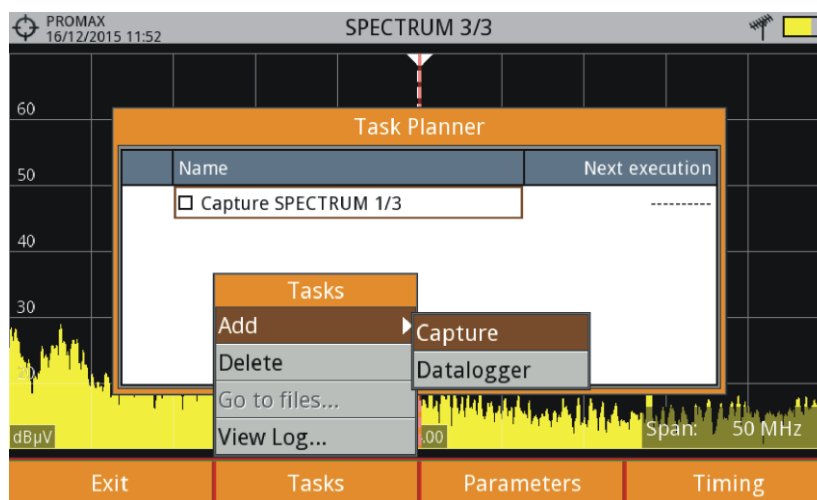 PROMAX
16/12/2015 11:52
SPECTRUM 3/3
60
50
40
30
20
Task Planner
Name
Next execution
Capture SPECTRUM 1/3
----------
Tasks
Add
Delete
Go to files...
View Log...
Capture
Datalogger
dBµV
.00
Span: 50 MHz
Exit
Tasks
Parameters
Timing